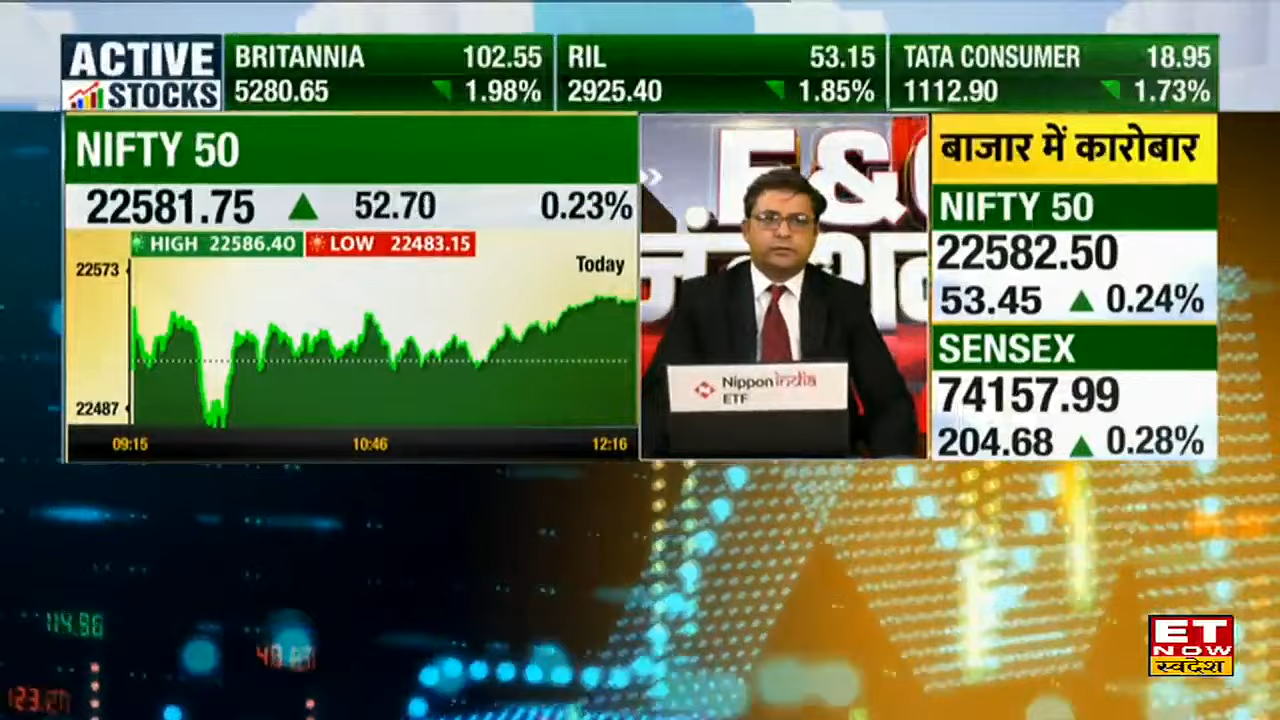 ACTIVE
STOCKS
BRITANNIA 102.55
5280.65 1.98%
RIL 53.15
2925.40 1.85%
TATA CONSUMER 18.95
1112.90 1.73%
NIFTY 50
22581.75 52.70 0.23%
HIGH 22586.40 LOW 22483.15
22573
Today
22487
09:15 10:46 12:16
E&
Nippon india
ETF
बाजार में कारोबार
NIFTY 50
22582.50
53.45 0.24%
SENSEX
74157.99
204.68 0.28%
114.96
ET
NOW
स्वदेश